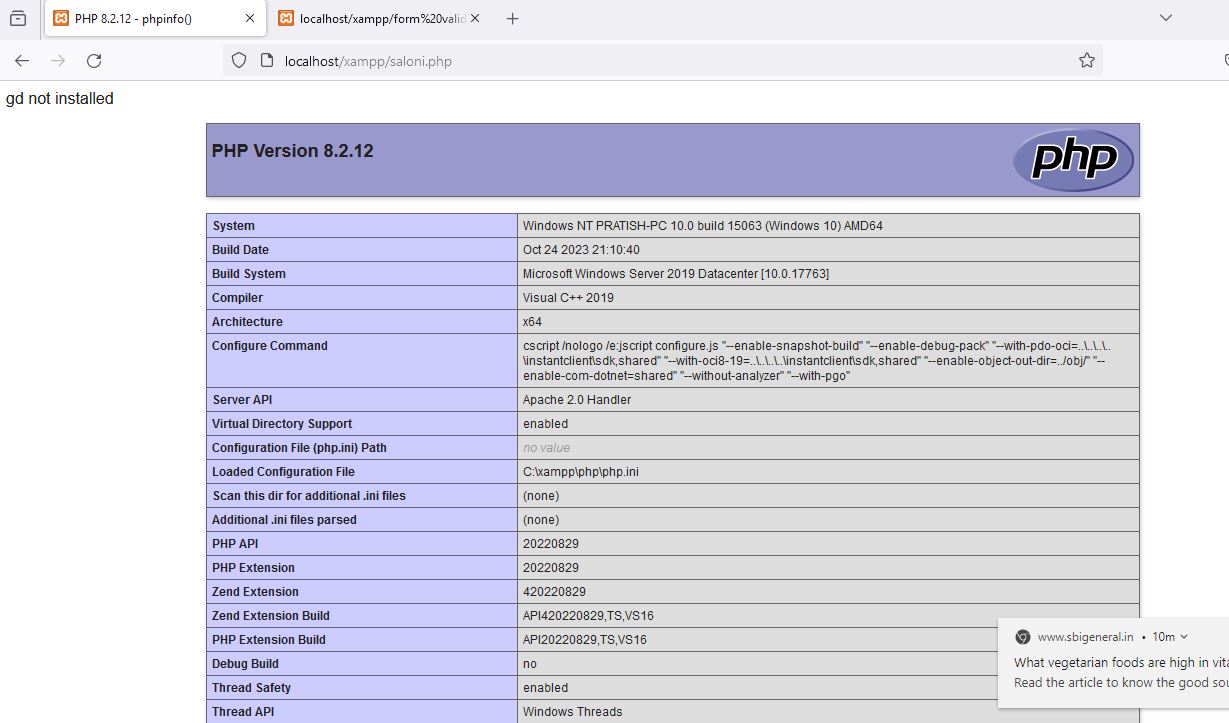 PHP 8.2.12 - phpinfo()
localhost/xampp/form%20valid
localhost/xampp/saloni.php
gd not installed
PHP Version 8.2.12
php
System Windows NT PRATISH-PC 10.0 build 15063 (Windows 10) AMD64
Build Date Oct 24 2023 21:10:40
Build System Microsoft Windows Server 2019 Datacenter [10.0.17763]
Compiler Visual C++ 2019
Architecture x64
Configure Command cscript /nologo /e:jscript configure.js "--enable-snapshot-build" "--enable-debug-pack" "--with-pdo-oci=..\..\..\..
\instantclient\sdk,shared" "--with-oci8-19=..\..\..\..\instantclient\sdk,shared" "--enable-object-out-dir=../obj/" "--
enable-com-dotnet=shared" "--without-analyzer" "--with-pgo"
Server API Apache 2.0 Handler
Virtual Directory Support enabled
Configuration File (php.ini) Path no value
Loaded Configuration File C:\xampp\php\php.ini
Scan this dir for additional .ini files (none)
Additional .ini files parsed (none)
PHP API 20220829
PHP Extension 20220829
Zend Extension 420220829
Zend Extension Build API420220829,TS,VS16
PHP Extension Build API20220829,TS,VS16
Debug Build no
Thread Safety enabled
Thread API Windows Threads
www.sbigeneral.in • 10m
What vegetarian foods are high in vita
Read the article to know the good sou